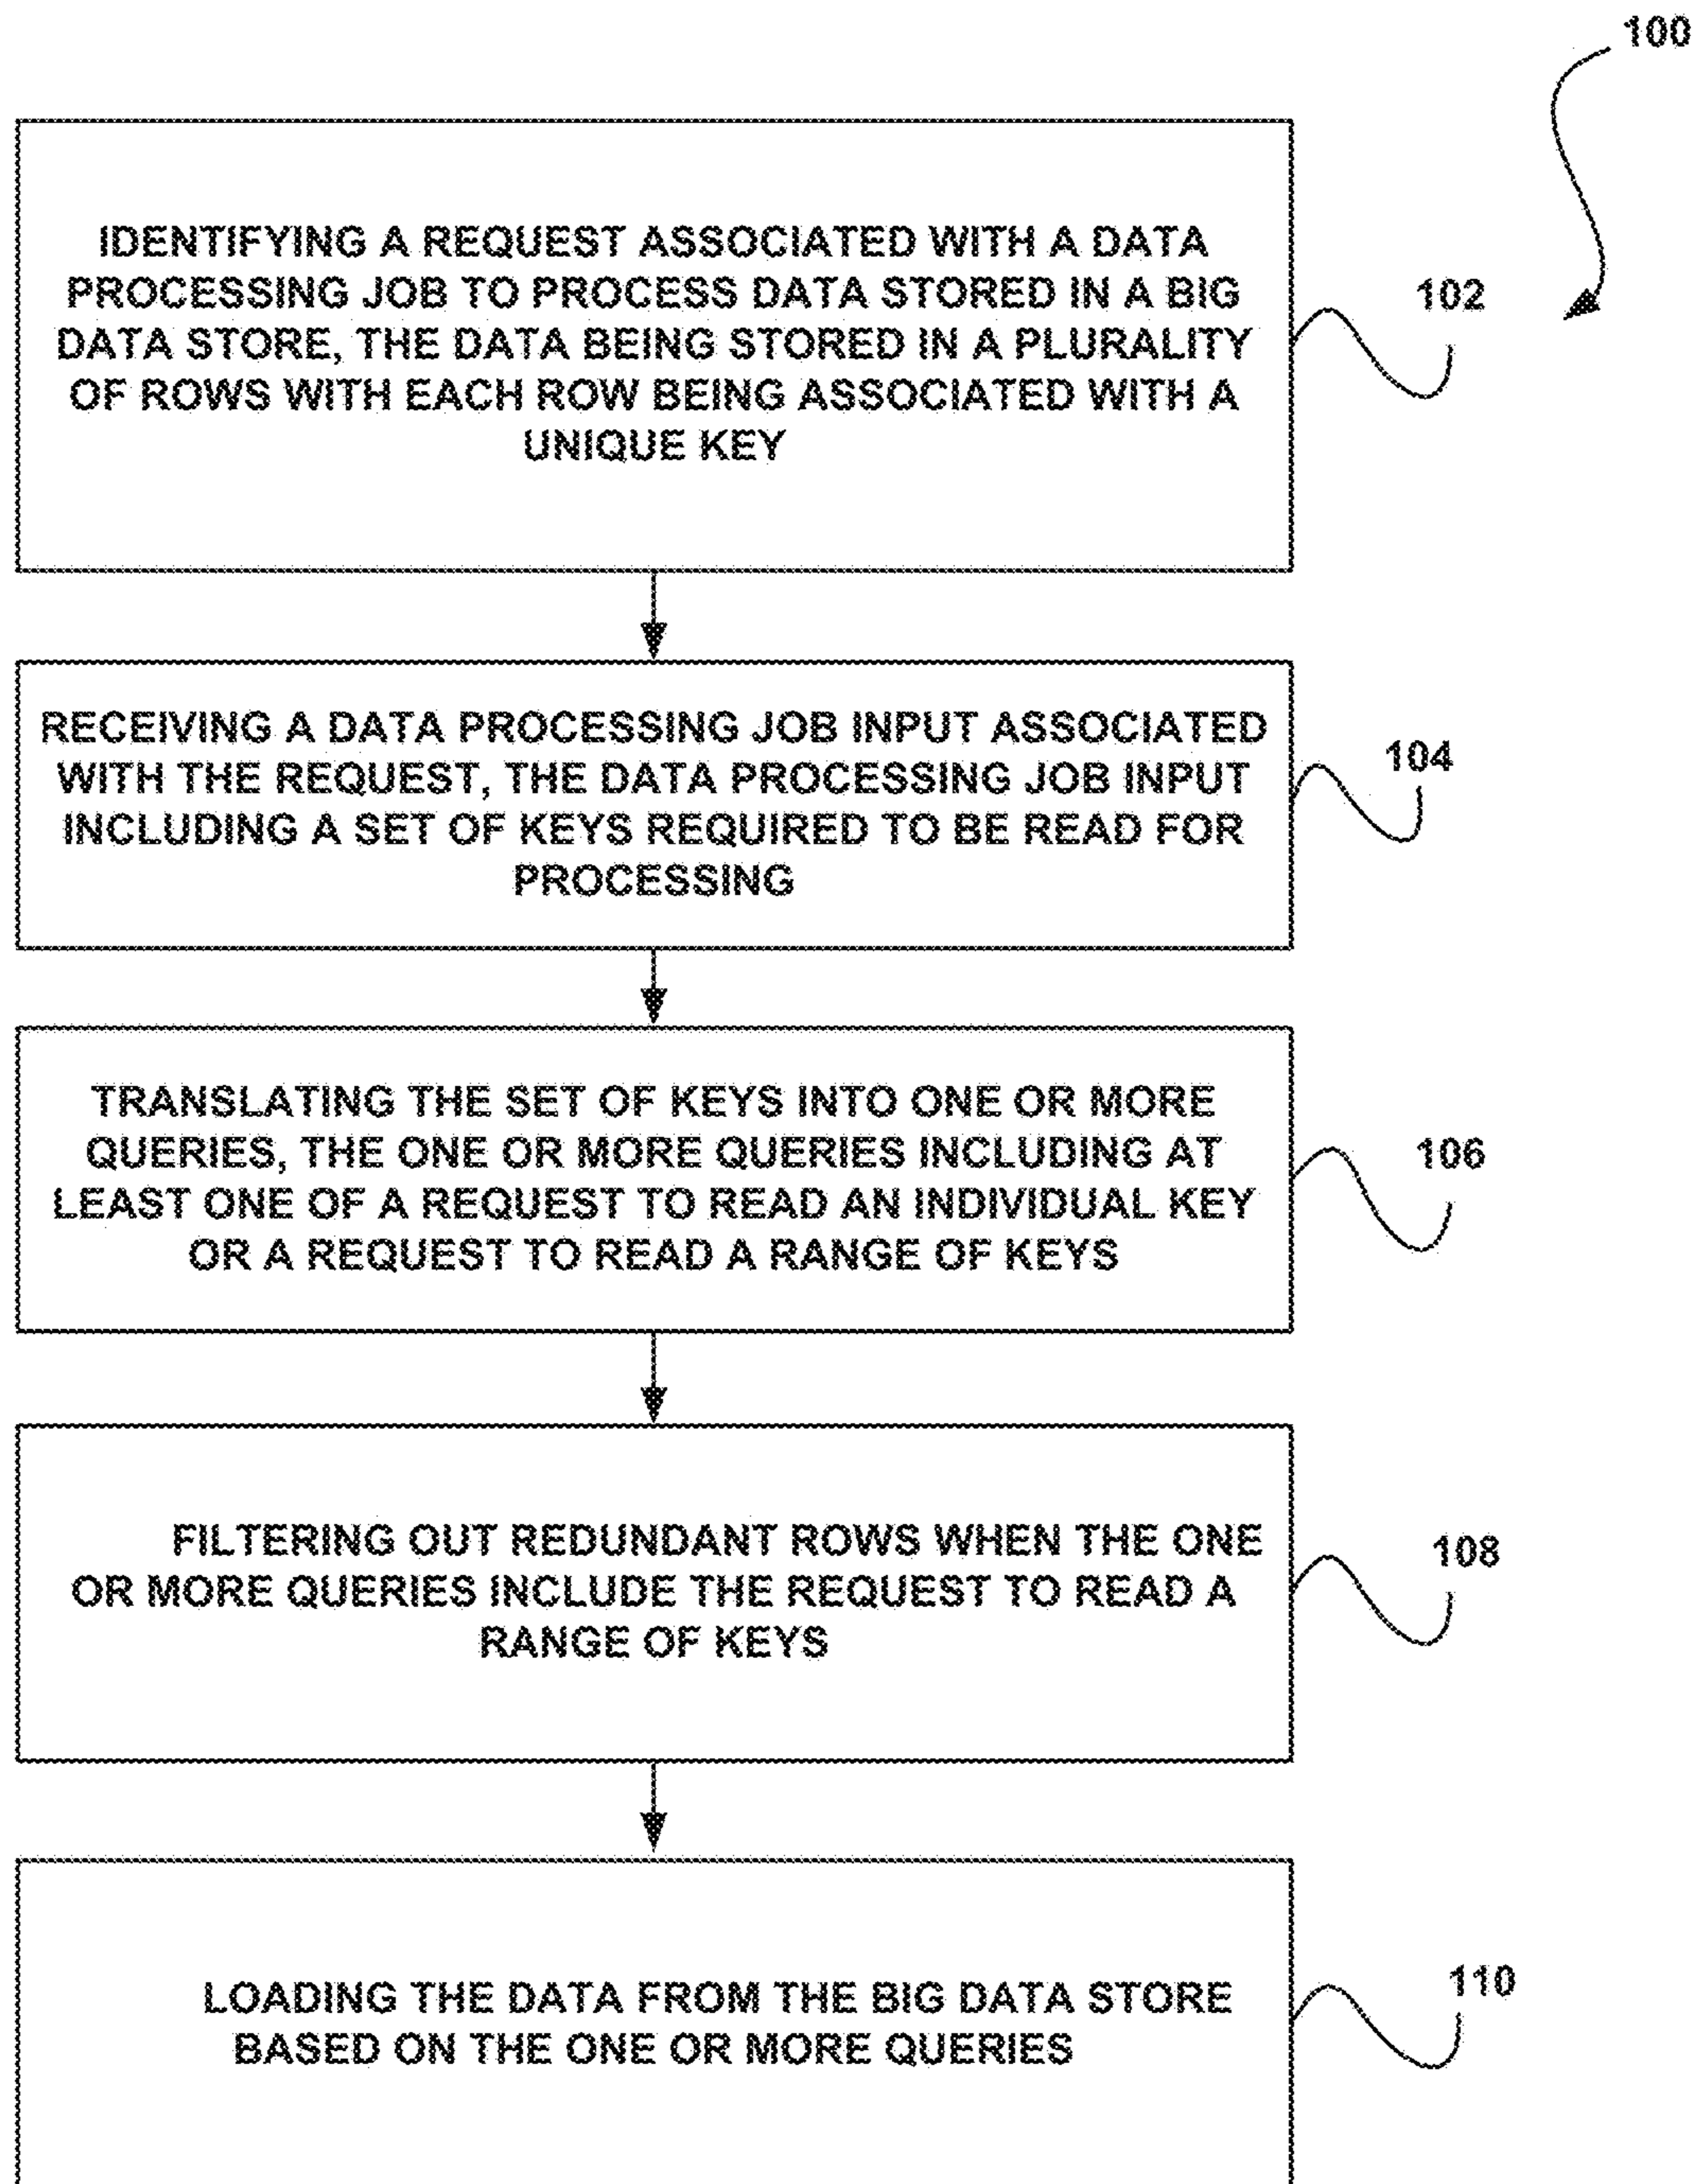 100
IDENTIFYING A REQUEST ASSOCIATED WITH A DATA
PROCESSING JOB TO PROCESS DATA STORED IN A BIG
DATA STORE, THE DATA BEING STORED IN A PLURALITY
OF ROWS WITH EACH ROW BEING ASSOCIATED WITH A
UNIQUE KEY
102
RECEIVING A DATA PROCESSING JOB INPUT ASSOCIATED
WITH THE REQUEST, THE DATA PROCESSING JOB INPUT
INCLUDING A SET OF KEYS REQUIRED TO BE READ FOR
PROCESSING
104
TRANSLATING THE SET OF KEYS INTO ONE OR MORE
QUERIES, THE ONE OR MORE QUERIES INCLUDING AT
LEAST ONE OF A REQUEST TO READ AN INDIVIDUAL KEY
OR A REQUEST TO READ A RANGE OF KEYS
106
FILTERING OUT REDUNDANT ROWS WHEN THE ONE
OR MORE QUERIES INCLUDE THE REQUEST TO READ A
RANGE OF KEYS
108
LOADING THE DATA FROM THE BIG DATA STORE
BASED ON THE ONE OR MORE QUERIES
110